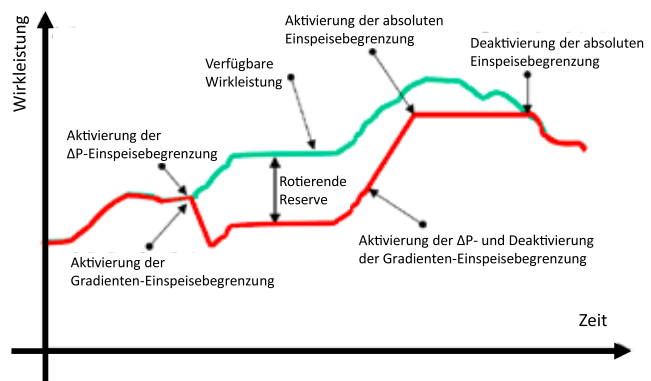 Wirkleistung
Aktivierung der absoluten
Einspeisebegrenzung
Deaktivierung der absoluten
Einspeisebegrenzung
Verfügbare
Wirkleistung
Aktivierung der
ΔP-Einspeisebegrenzung
Rotierende
Reserve
Aktivierung der ΔP- und Deaktivierung
der Gradienten-Einspeisebegrenzung
Aktivierung der
Gradienten-Einspeisebegrenzung
Zeit